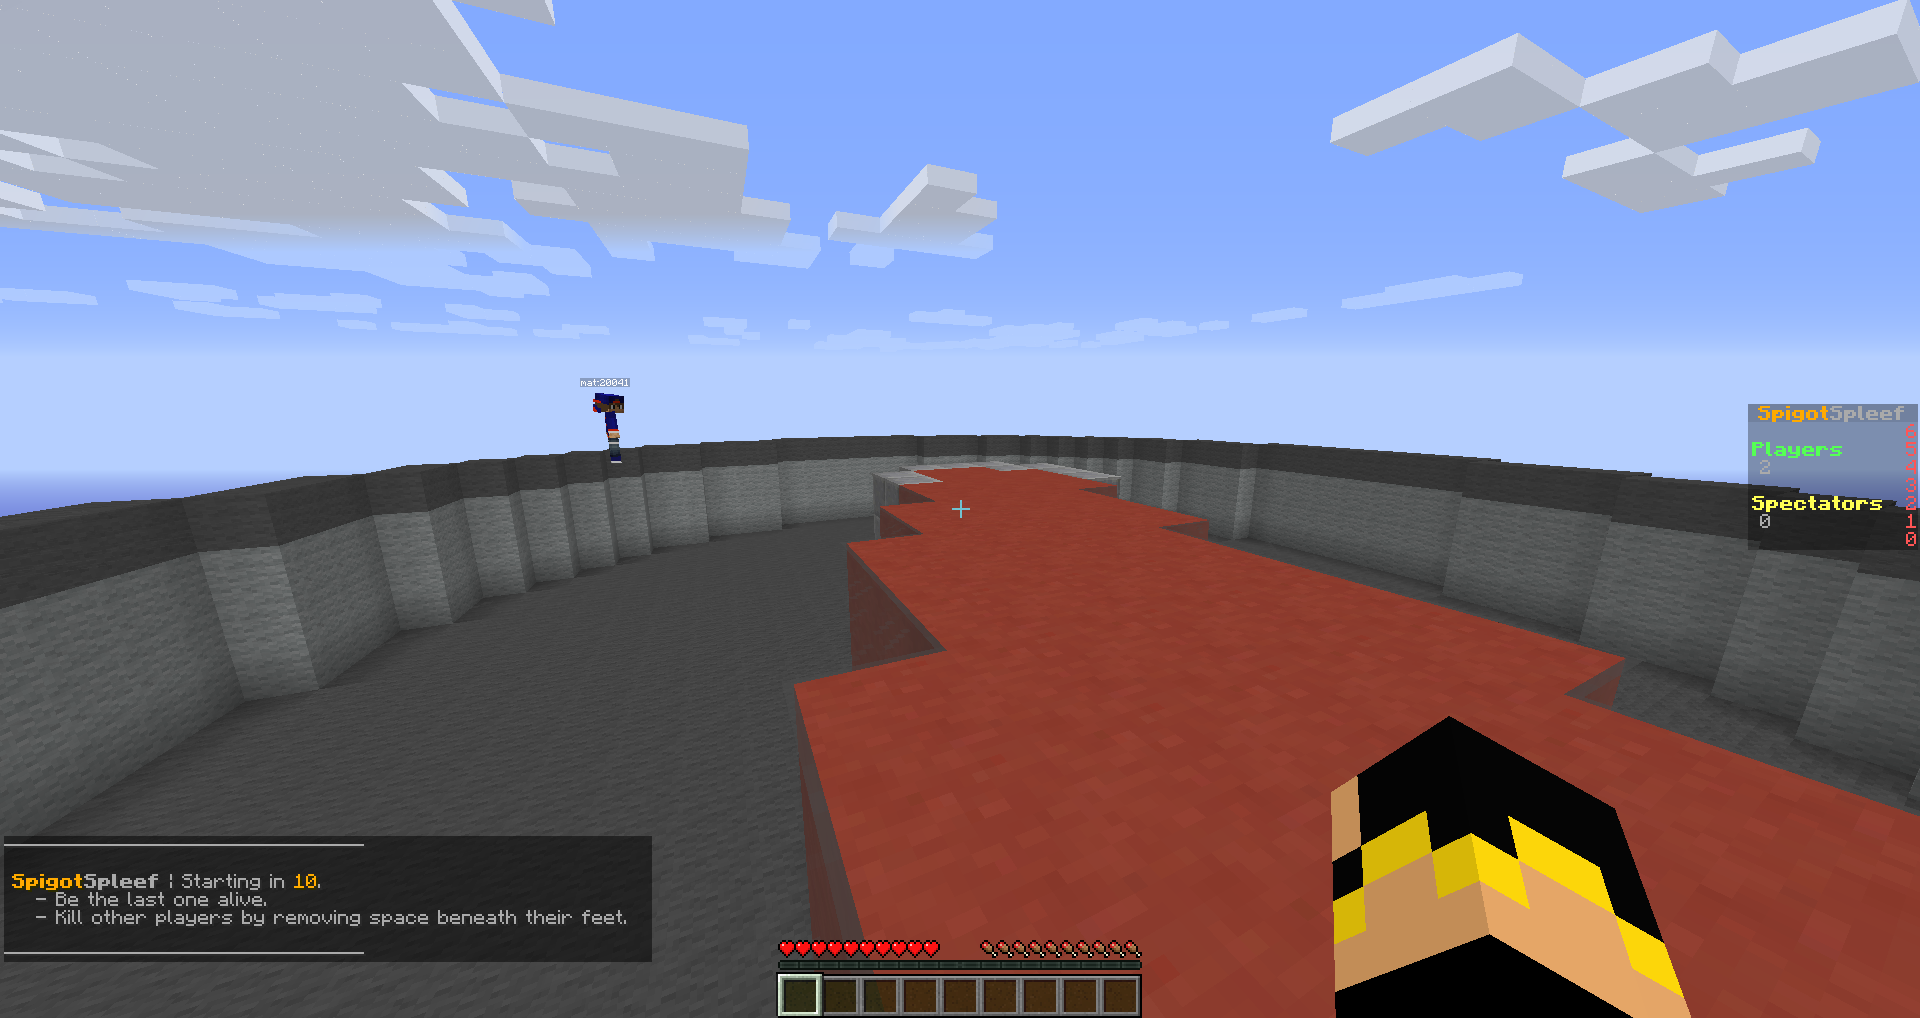 mat20041
SpigotSpleef
6
Players 5
2 4
3
Spectators 2
0 1
0
SpigotSpleef | Starting in 10.
- Be the last one alive.
- Kill other players by removing space beneath their feet.